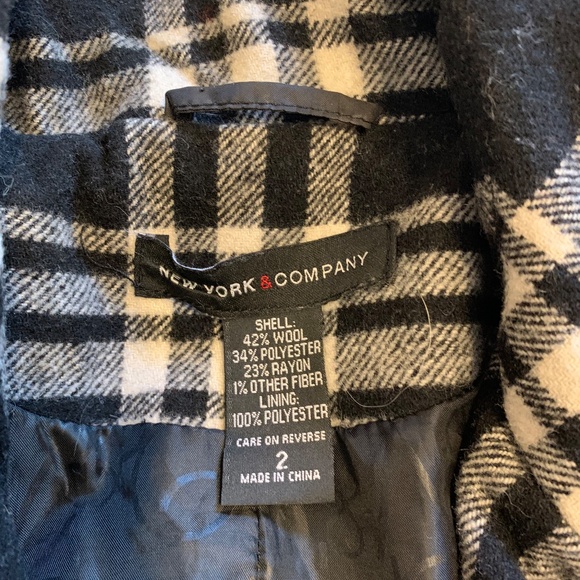 NEW YORK & COMPANY
SHELL:
42% WOOL
34% POLYESTER
23% RAYON
1% OTHER FIBER
LINING:
100% POLYESTER
CARE ON REVERSE
2
MADE IN CHINA